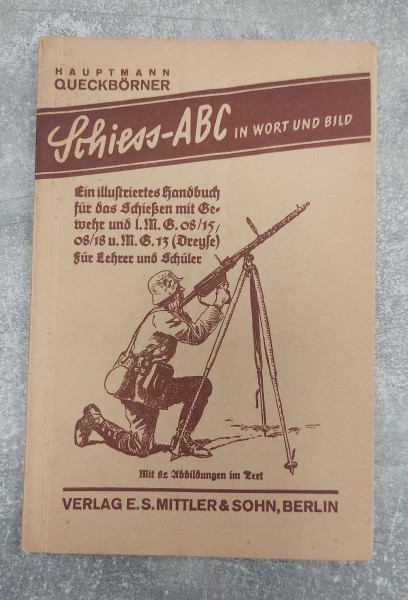 HAUPTMANN
QUECKBÖRNER
Schiess-ABC IN WORT UND BILD
Ein illustriertes Handbuch
für das Schießen mit Ge-
wehr und l. M. G. 08/15,
08/18 u. M. G. 13 (Dreyse)
Für Lehrer und Schüler
Mit 82 Abbildungen im Text
VERLAG E. S. MITTLER & SOHN, BERLIN